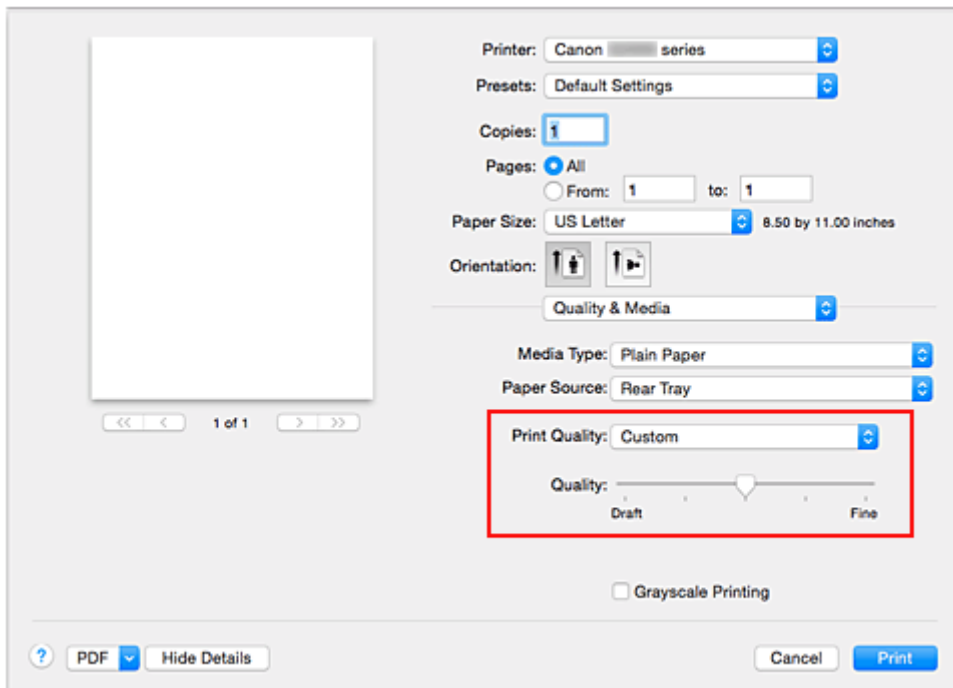 Printer: Canon series
Presets: Default Settings
Copies: 1
Pages: All
From: 1 to: 1
Paper Size: US Letter 8.50 by 11.00 inches
Orientation:
Quality & Media
Media Type: Plain Paper
Paper Source: Rear Tray
<< < 1 of 1 > >>
Print Quality: Custom
Quality:
Draft Fine
Grayscale Printing
? PDF Hide Details Cancel Print